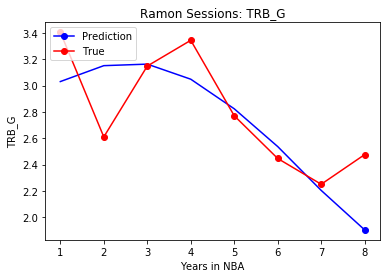 Ramon Sessions: TRB_G
Prediction
True
TRB_G
3.4
3.2
3.0
2.8
2.6
2.4
2.2
2.0
1 2 3 4 5 6 7 8
Years in NBA